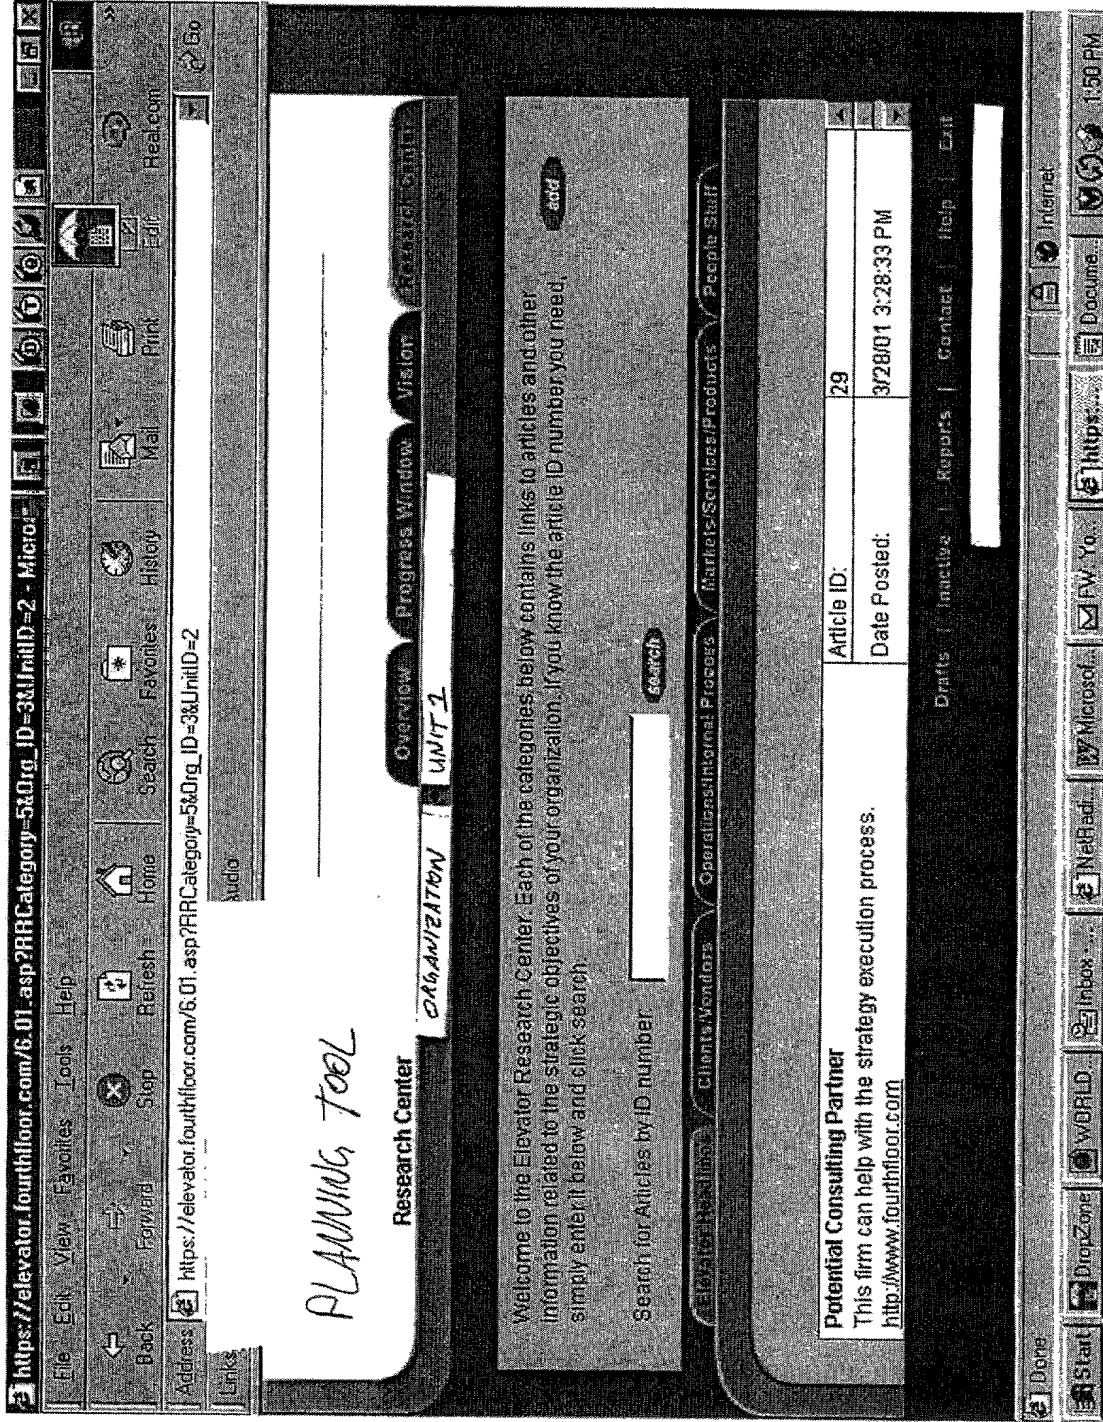 https://elevator.fourthfloor.com/6.01.asp?RRCategory=5&Org_ID=3&UnitID=2 - Micros
File Edit View Favorites Tools Help
Back Forward Stop Refresh Home Search Favorites History Mail Print Edit Real.com
Address https://elevator.fourthfloor.com/6.01.asp?RRCategory=5&Org_ID=3&UnitID=2 Go
Links Audio
PLANNING TOOL
Research Center
Overview Progress Window Vision Research Center
ORGANIZATION UNIT 1
Welcome to the Elevator Research Center. Each of the categories below contains links to articles and other
information related to the strategic objectives of your organization. If you know the article ID number you need,
simply enter it below and click search.
add
Search for Articles by ID number: search
Elevator Headlines Clients/Vendors Operations/Internal Process Markets/Services/Products People Stuff
Potential Consulting Partner
This firm can help with the strategy execution process.
http://www.fourthfloor.com
Article ID: 29
Date Posted: 3/28/01 3:28:33 PM
Drafts | Inactive | Reports | Contact | Help | Exit
Done Internet
Start DropZone WORLD... Inbox - ... NetRadi... Microsof... FW: Yo... https:... Docume... 1:50 PM